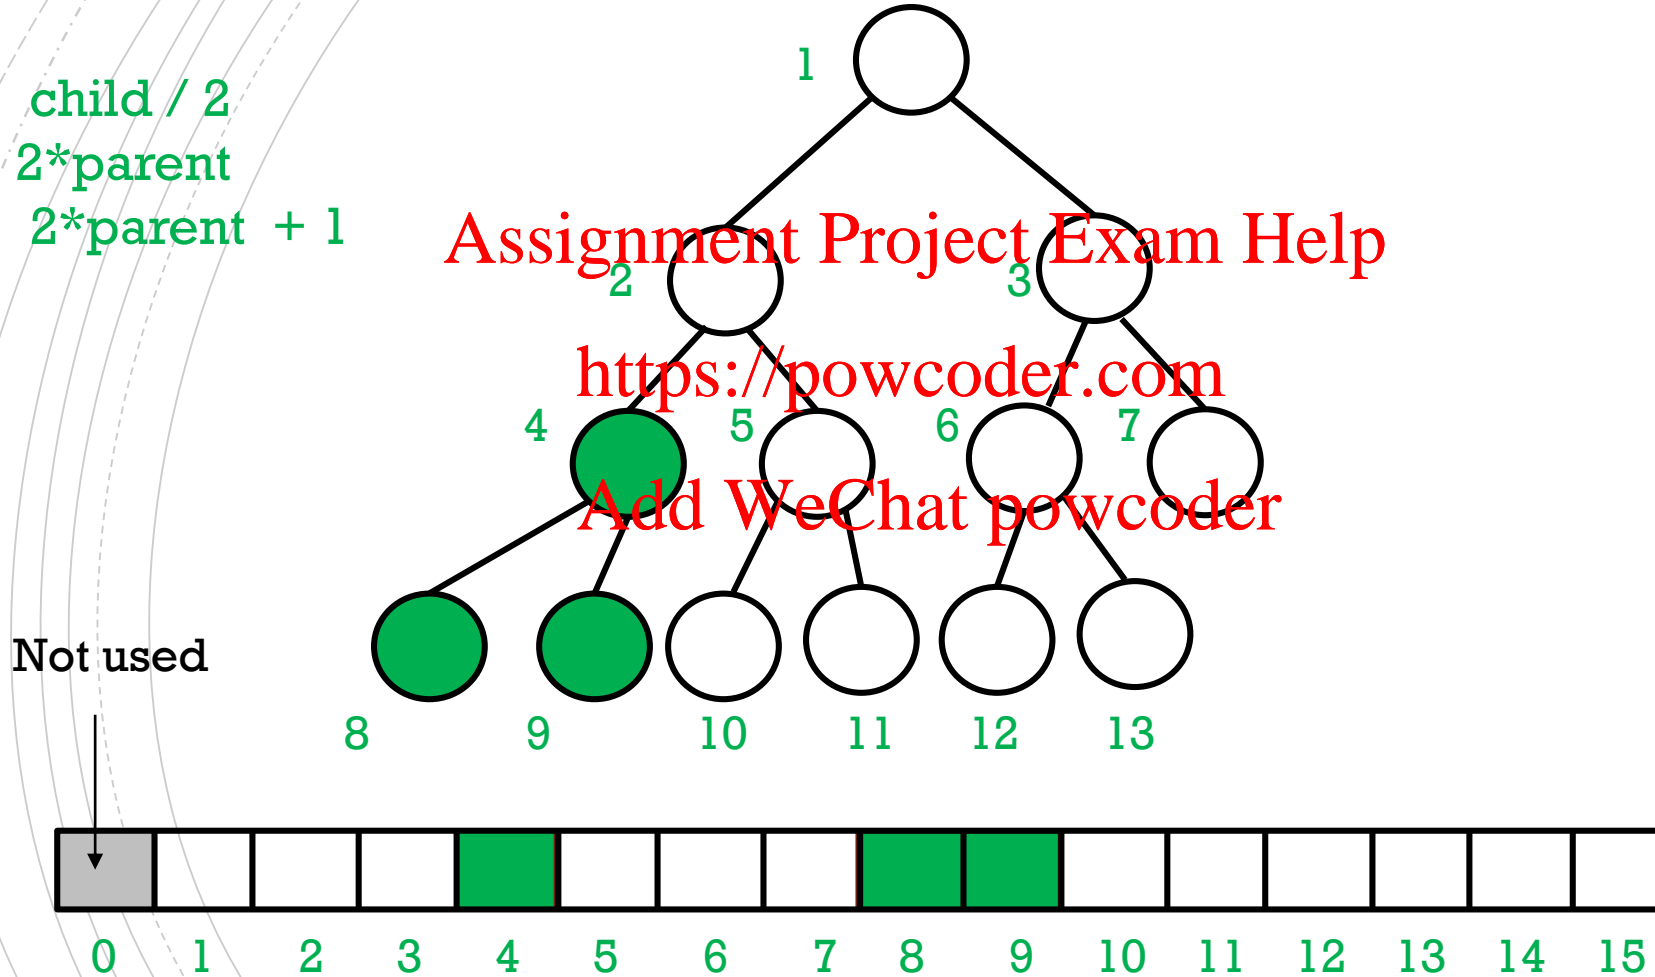 1
child / 2
2*parent
2*parent + 1
Assignment Project Exam Help
2 3
https://powcoder.com
4 5 6 7
Add WeChat powcoder
Not used
8 9 10 11 12 13
0 1 2 3 4 5 6 7 8 9 10 11 12 13 14 15